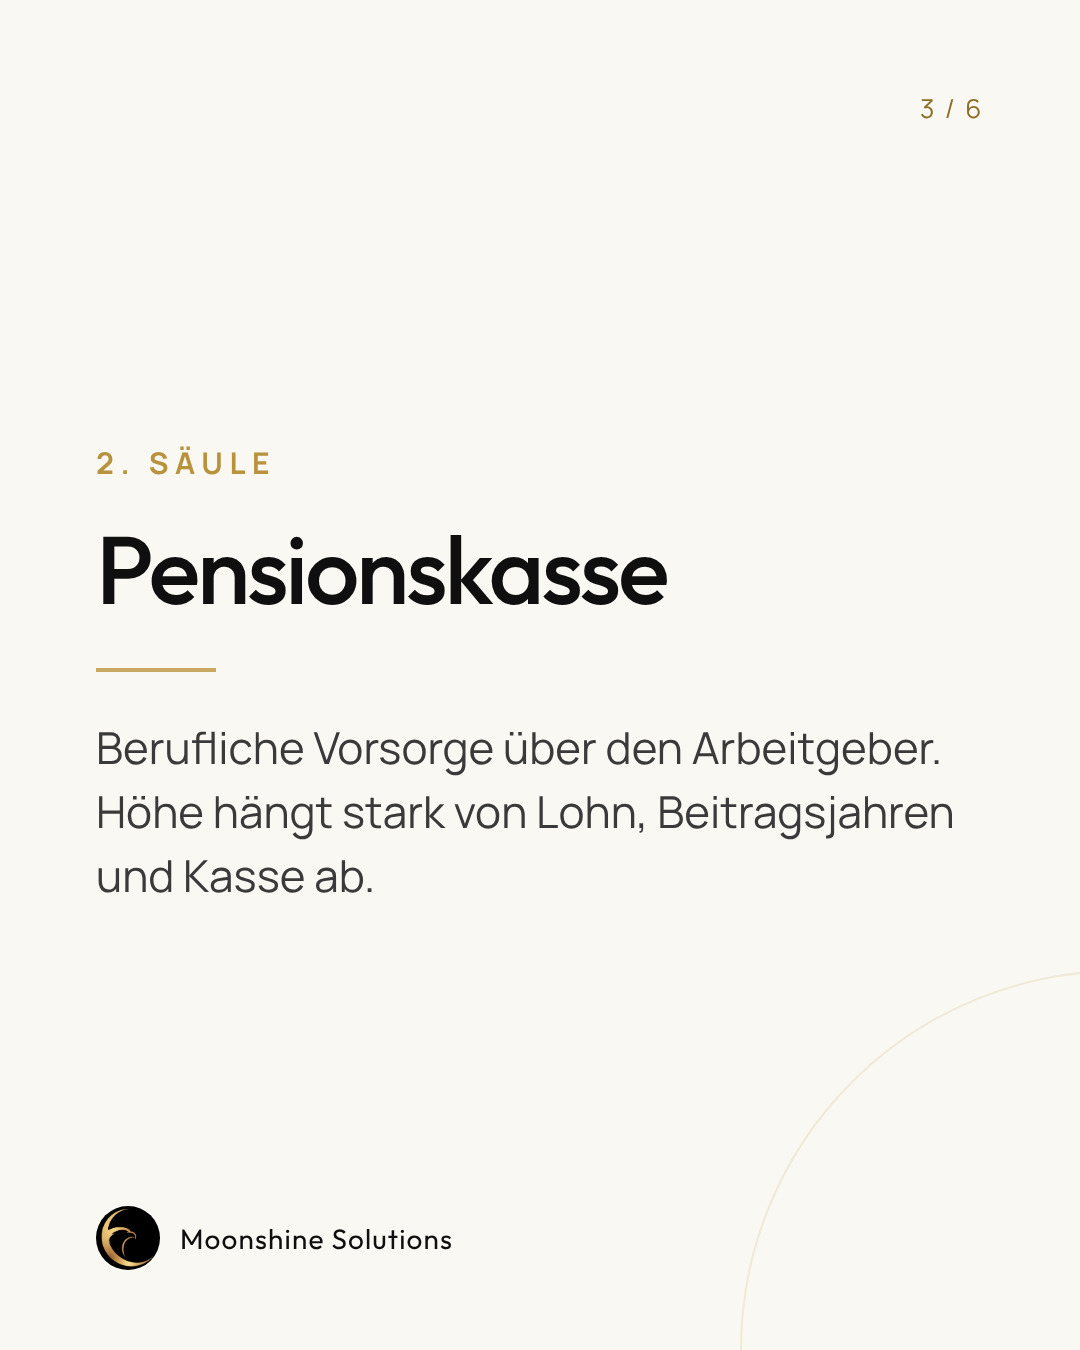 3 / 6
2. SÄULE
Pensionskasse
Berufliche Vorsorge über den Arbeitgeber.
Höhe hängt stark von Lohn, Beitragsjahren
und Kasse ab.
Moonshine Solutions